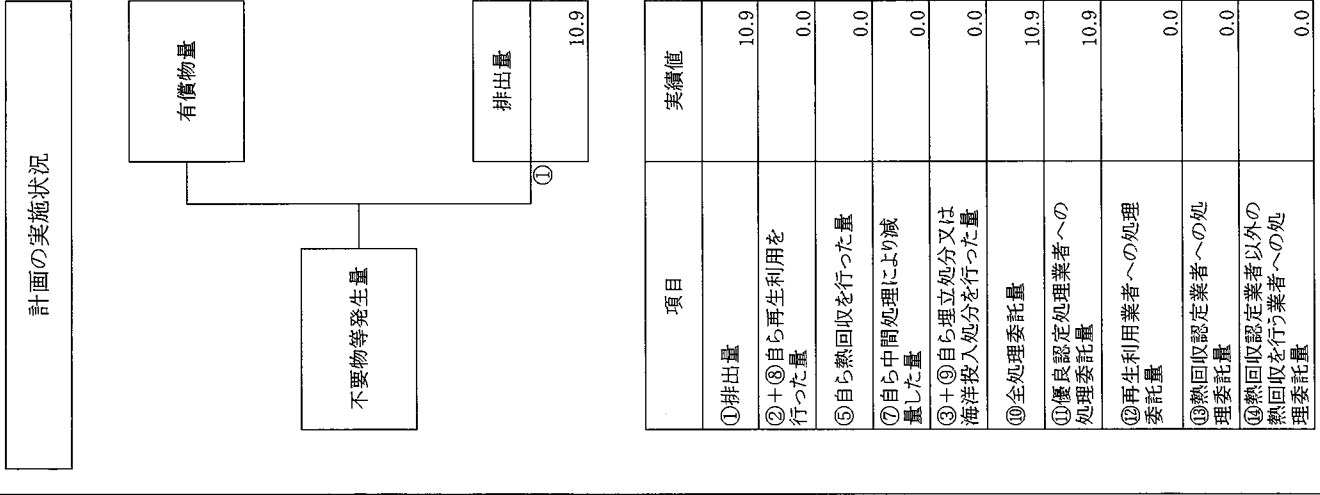 計画の実施状況
有償物量
不要物等発生量
排出量
①
10.9
項目
実績値
①排出量
10.9
②+⑧自ら再生利用を
行った量
0.0
⑤自ら熱回収を行った量
0.0
⑦自ら中間処理により減
量した量
0.0
③+⑨自ら埋立処分又は
海洋投入処分を行った量
0.0
⑩全処理委託量
10.9
⑪優良認定処理業者への
処理委託量
10.9
⑫再生利用業者への処理
委託量
0.0
⑬熱回収認定業者への処
理委託量
0.0
⑭熱回収認定業者以外の
熱回収を行う業者への処
理委託量
0.0